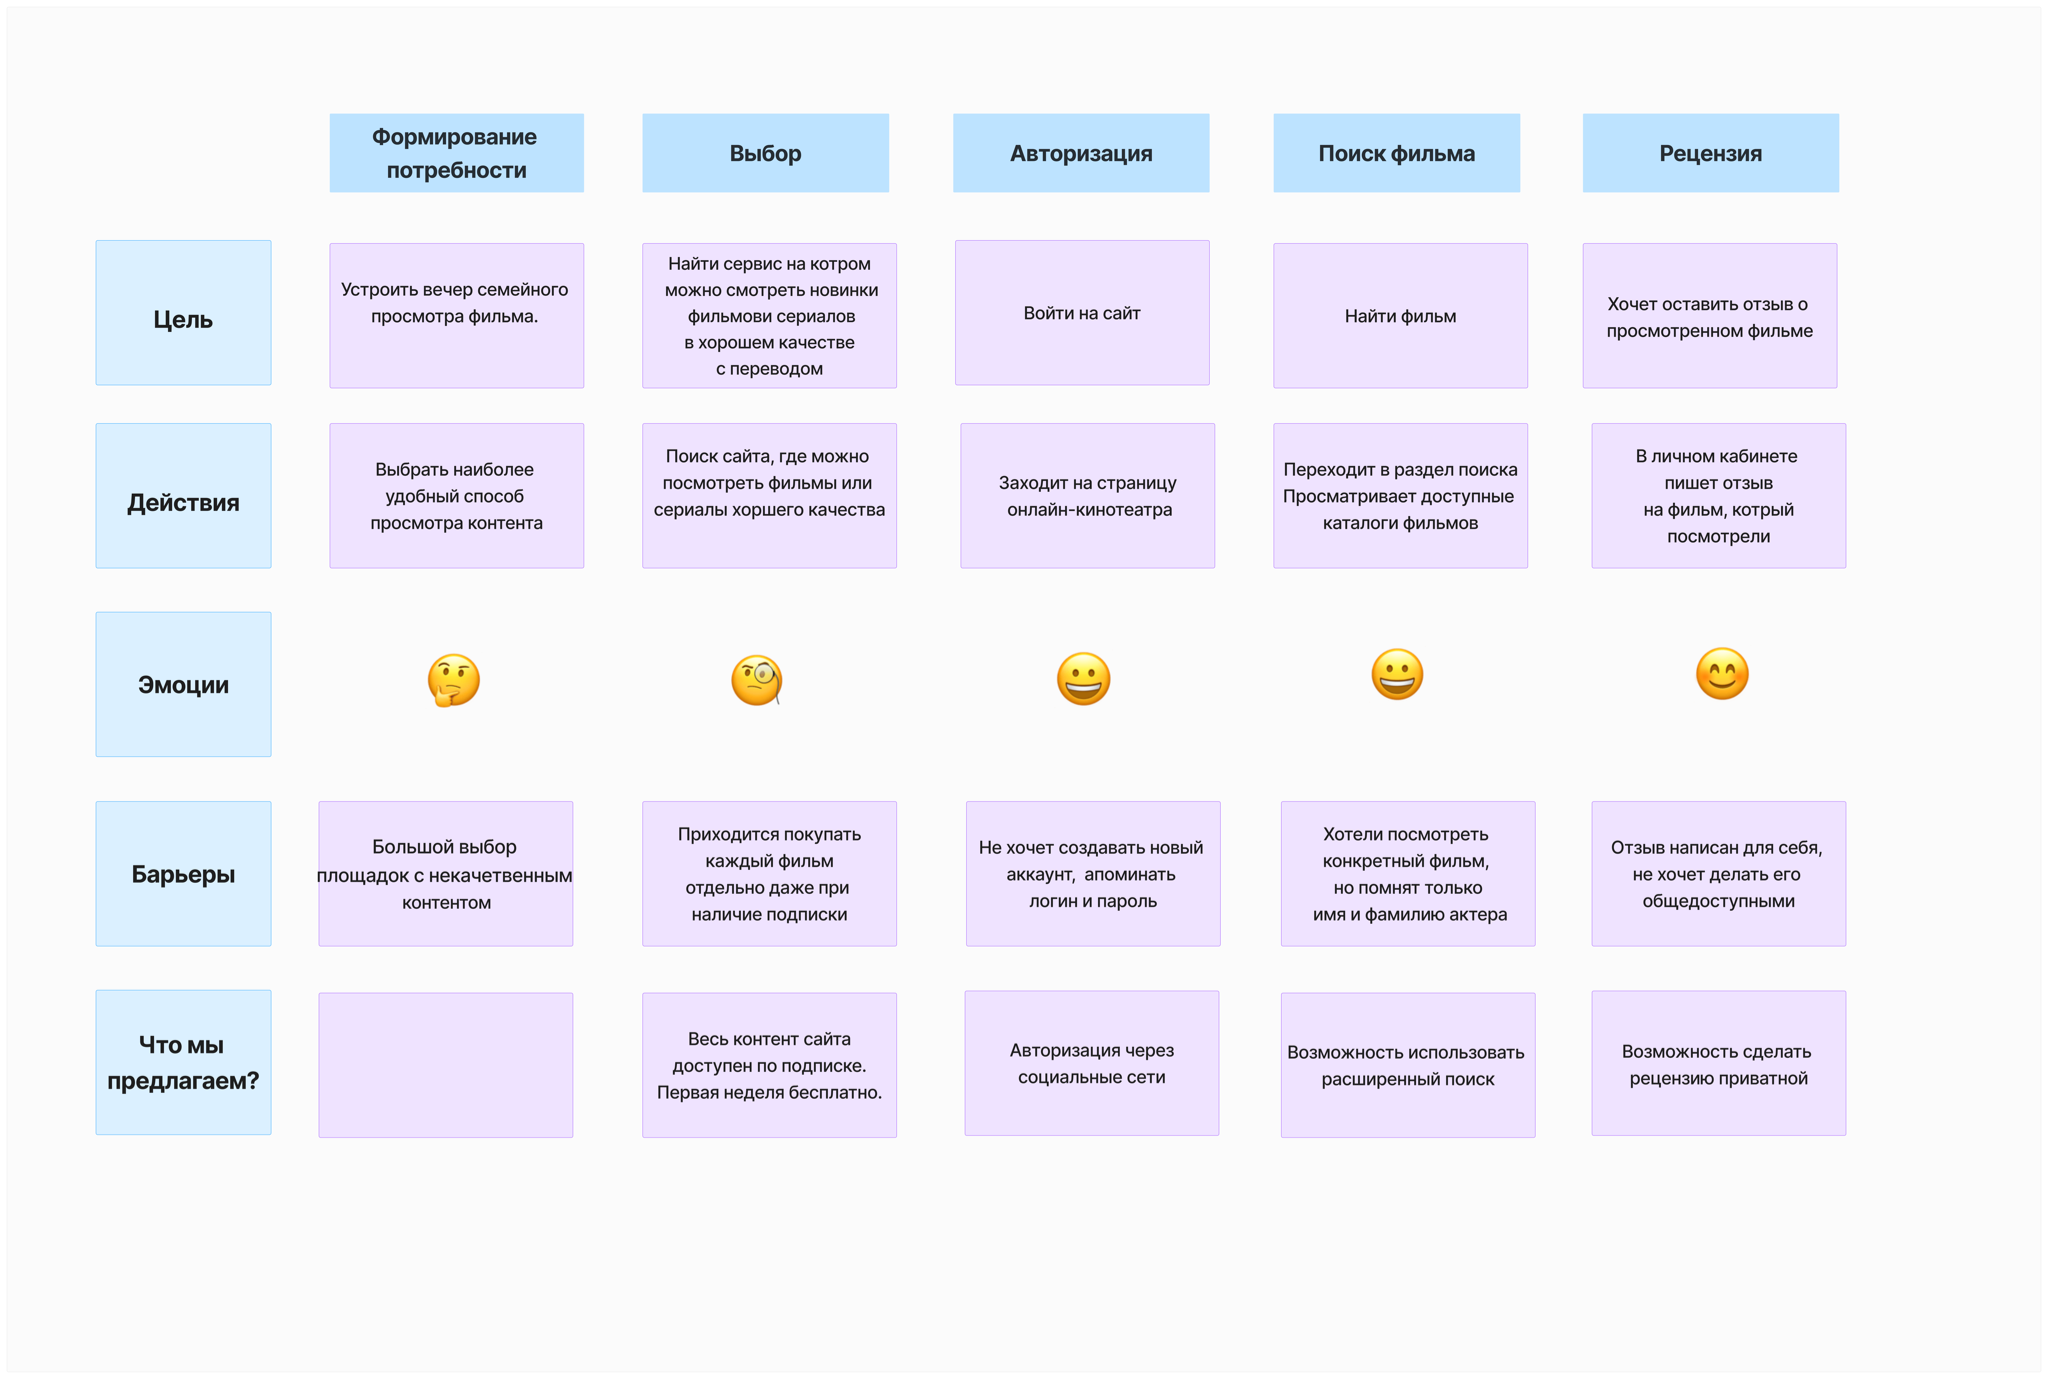 Формирование
потребности
Выбор
Авторизация
Поиск фильма
Рецензия
Цель
Устроить вечер семейного
просмотра фильма.
Найти сервис на котром
можно смотреть новинки
фильмови сериалов
в хорошем качестве
с переводом
Войти на сайт
Найти фильм
Хочет оставить отзыв о
просмотренном фильме
Действия
Выбрать наиболее
удобный способ
просмотра контента
Поиск сайта, где можно
посмотреть фильмы или
сериалы хоршего качества
Заходит на страницу
онлайн-кинотеатра
Переходит в раздел поиска
Просматривает доступные
каталоги фильмов
В личном кабинете
пишет отзыв
на фильм, котрый
посмотрели
Эмоции
Барьеры
Большой выбор
площадок с некачетвенным
контентом
Приходится покупать
каждый фильм
отдельно даже при
наличие подписки
Не хочет создавать новый
аккаунт,  апоминать
логин и пароль
Хотели посмотреть
конкретный фильм,
но помнят только
имя и фамилию актера
Отзыв написан для себя,
не хочет делать его
общедоступными
Что мы
предлагаем?
Весь контент сайта
доступен по подписке.
Первая неделя бесплатно.
Авторизация через
социальные сети
Возможность использовать
расширенный поиск
Возможность сделать
рецензию приватной